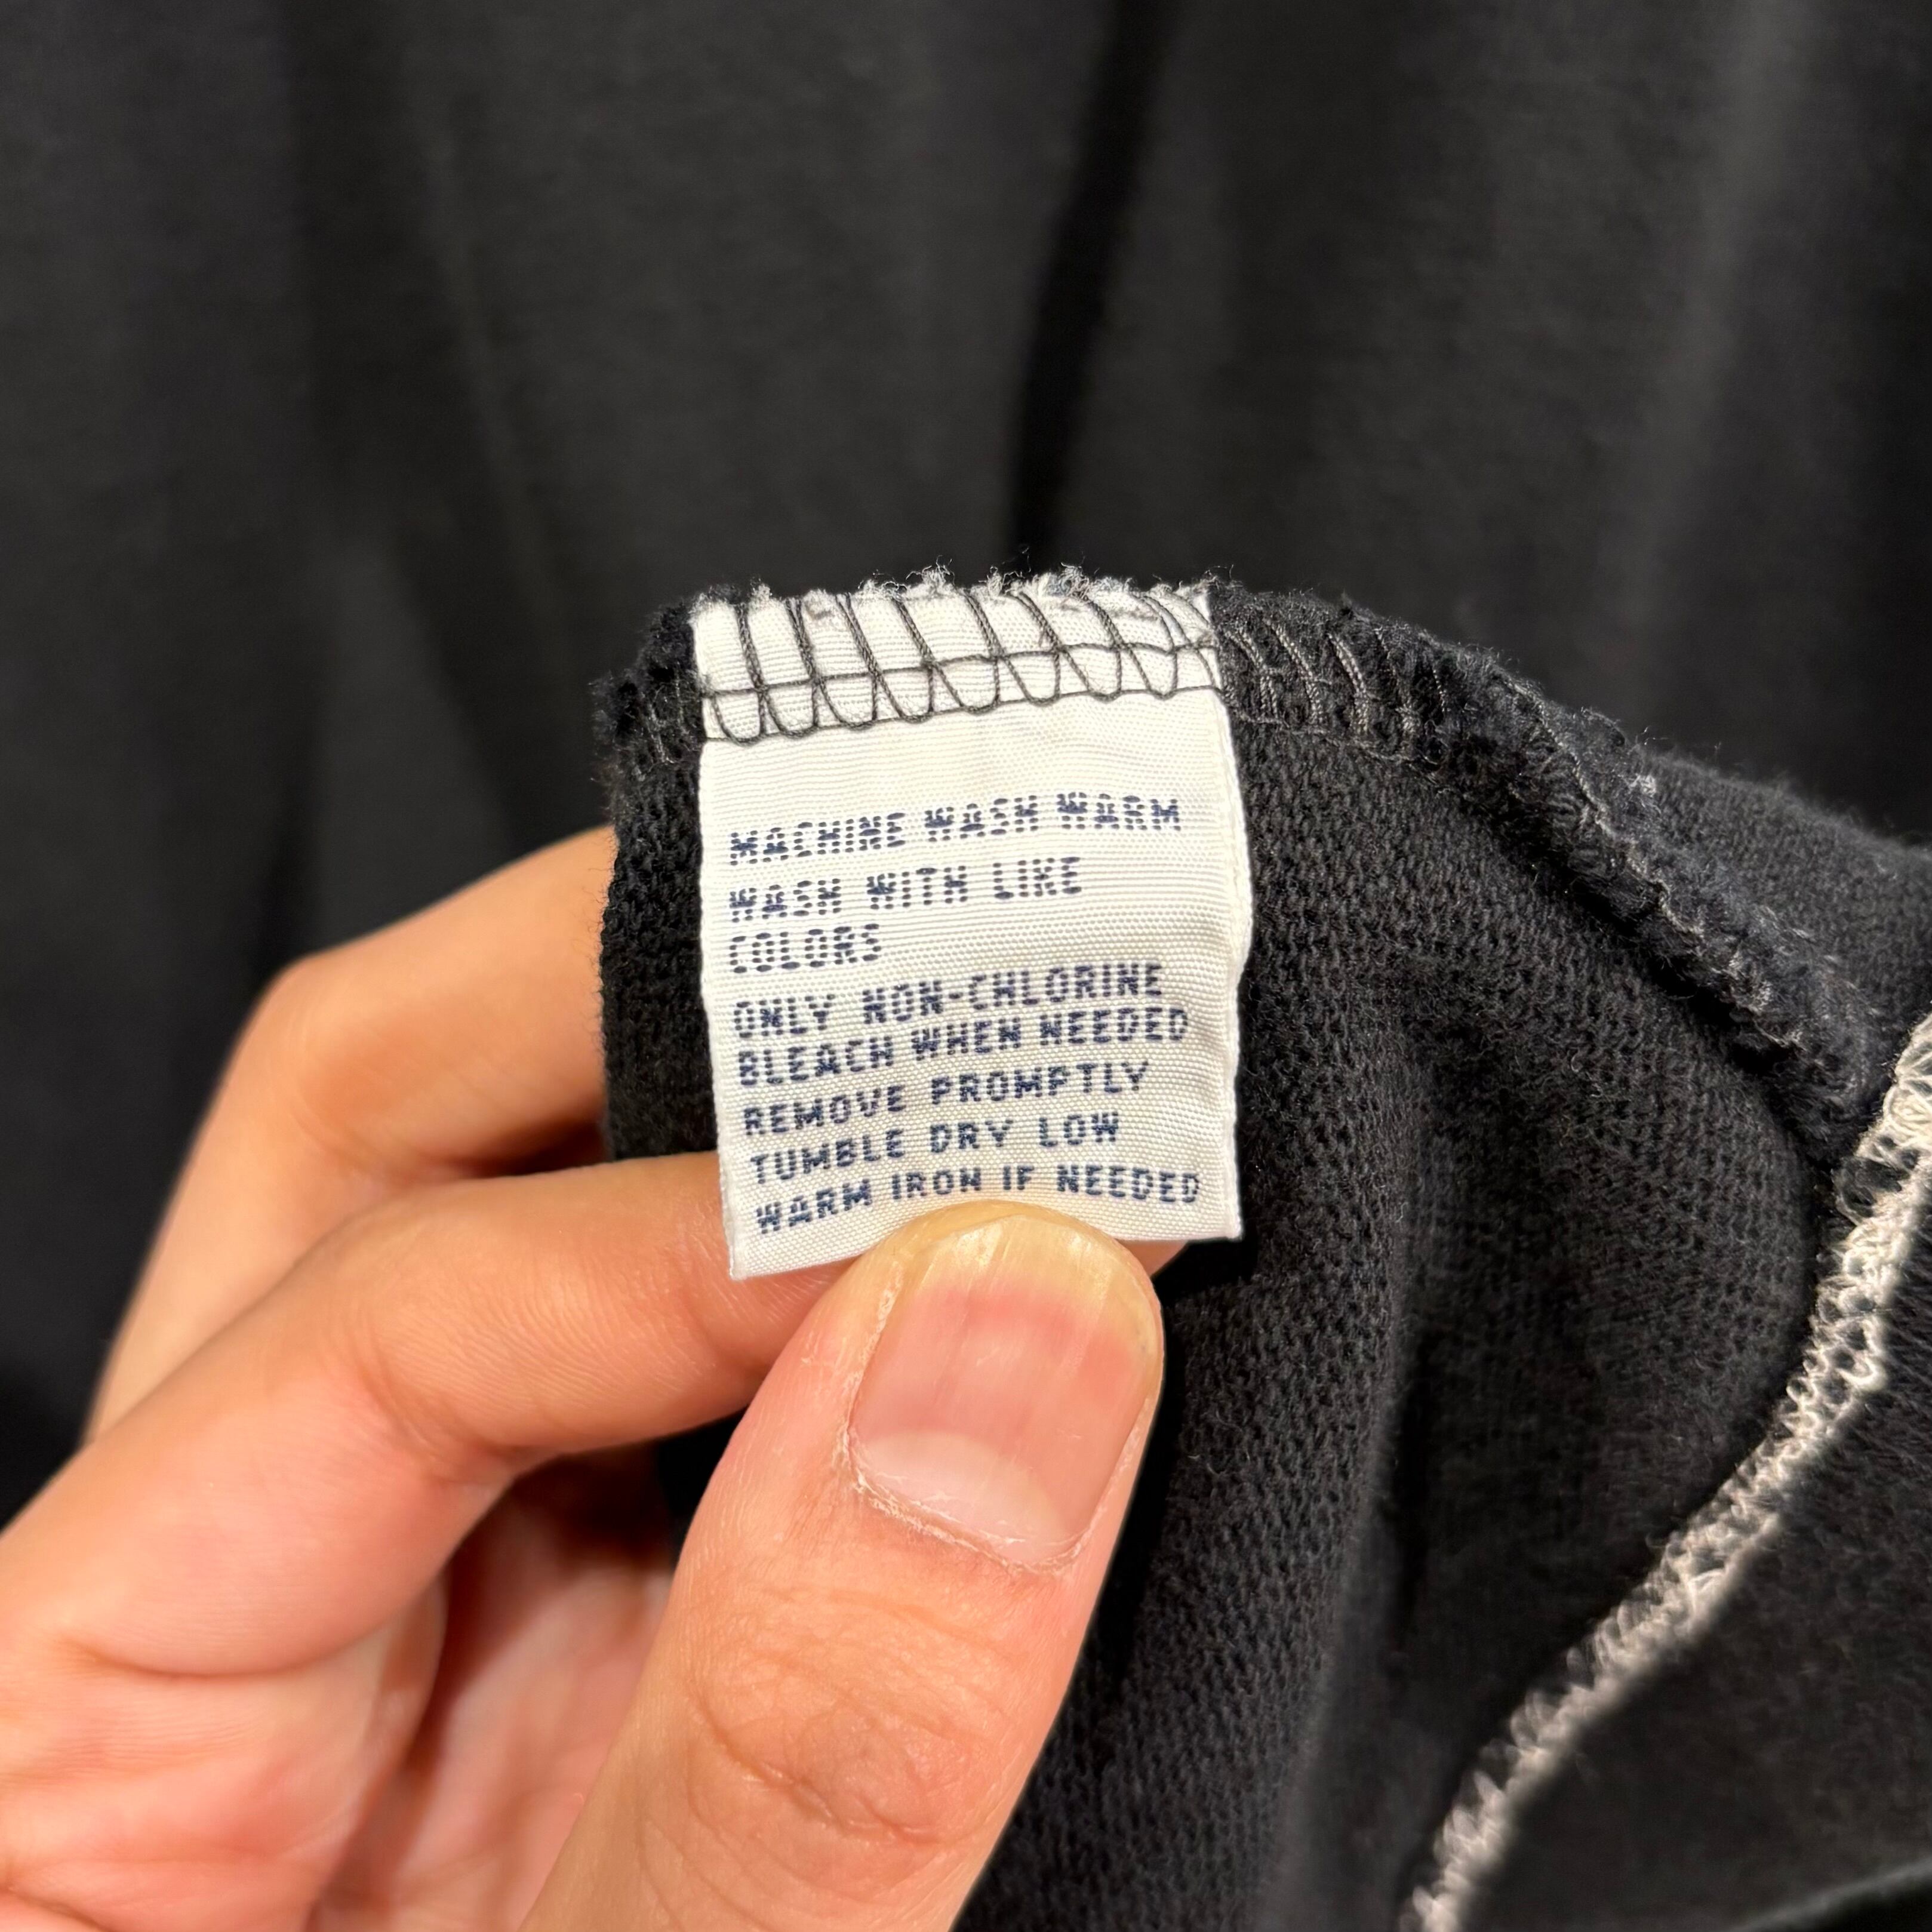 MACHINE WASH WARM
WASH WITH LIKE
COLORS
ONLY NON-CHLORINE
BLEACH WHEN NEEDED
REMOVE PROMPTLY
TUMBLE DRY LOW
WARM IRON IF NEEDED